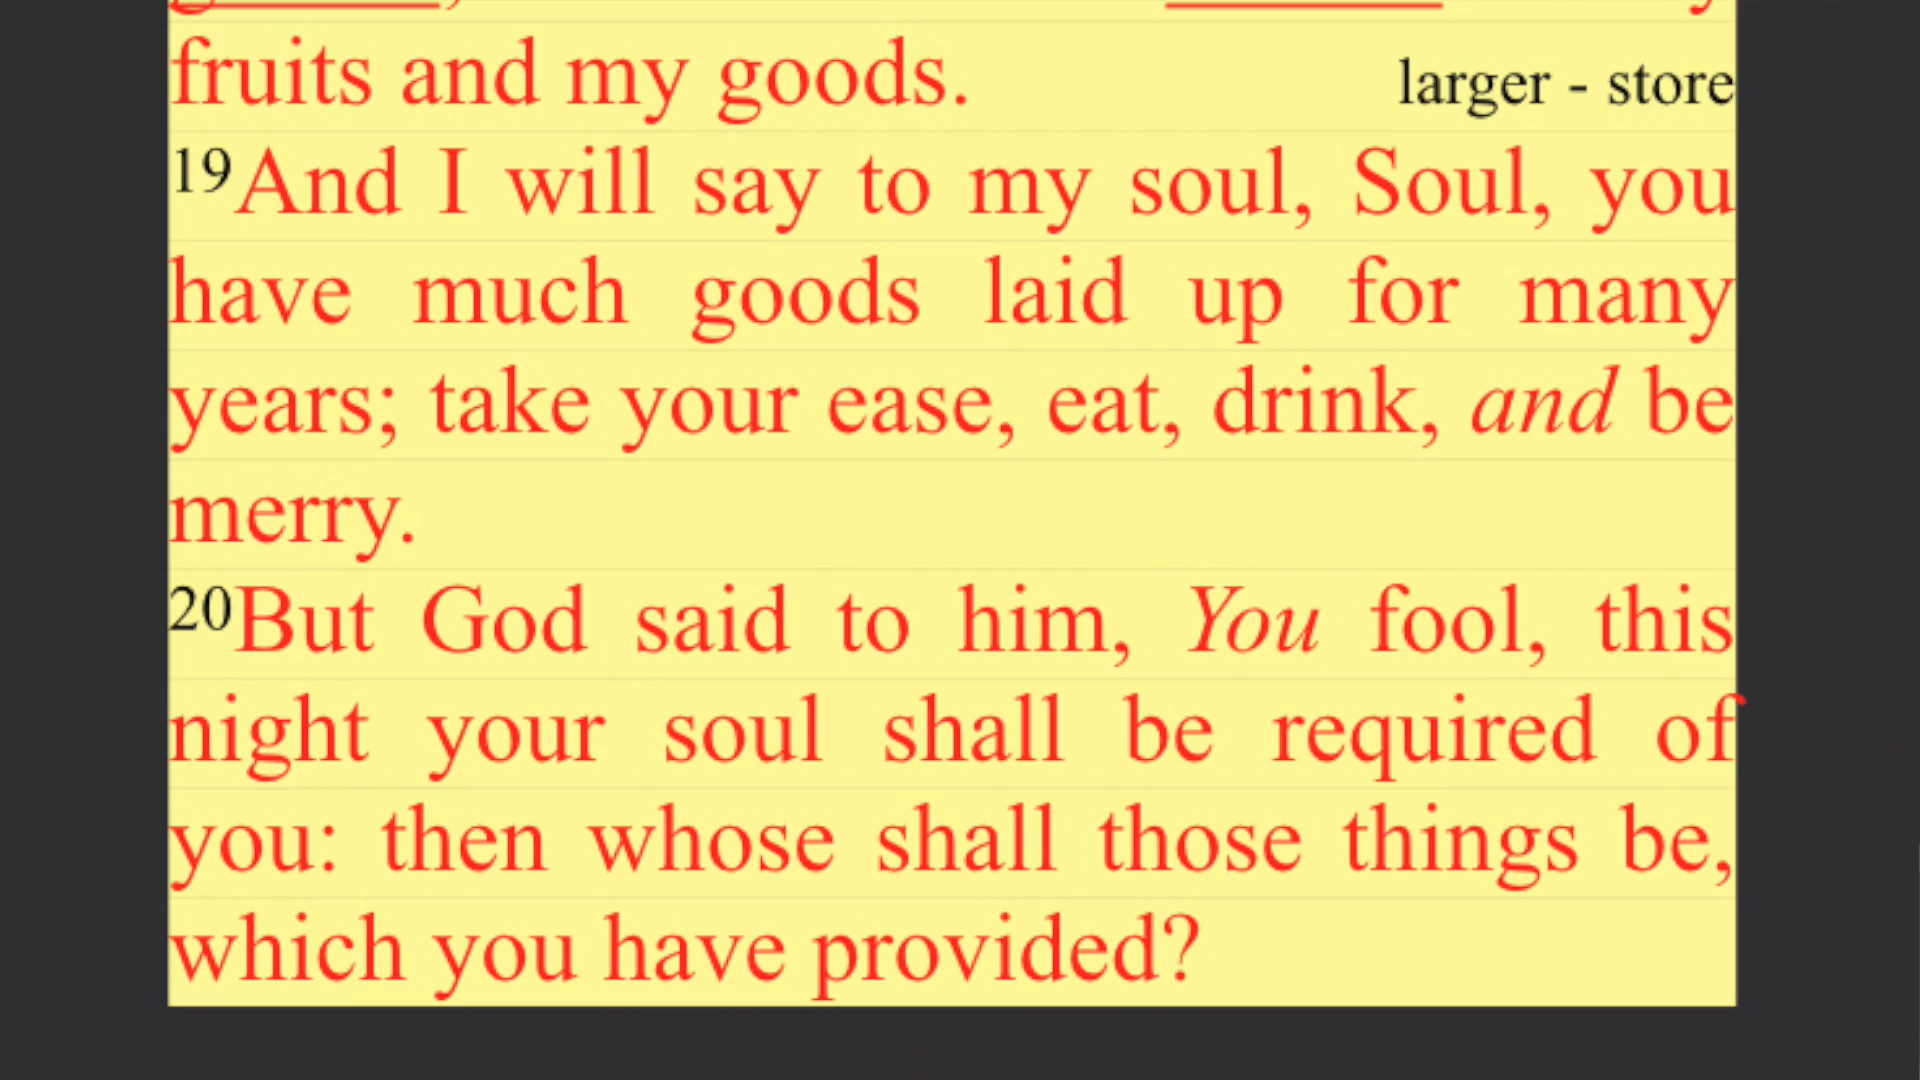 fruits and my goods. larger - store
19And I will say to my soul, Soul, you
have much goods laid up for many
years; take your ease, eat, drink, and be
merry.
20But God said to him, You fool, this
night your soul shall be required of
you: then whose shall those things be,
which you have provided?